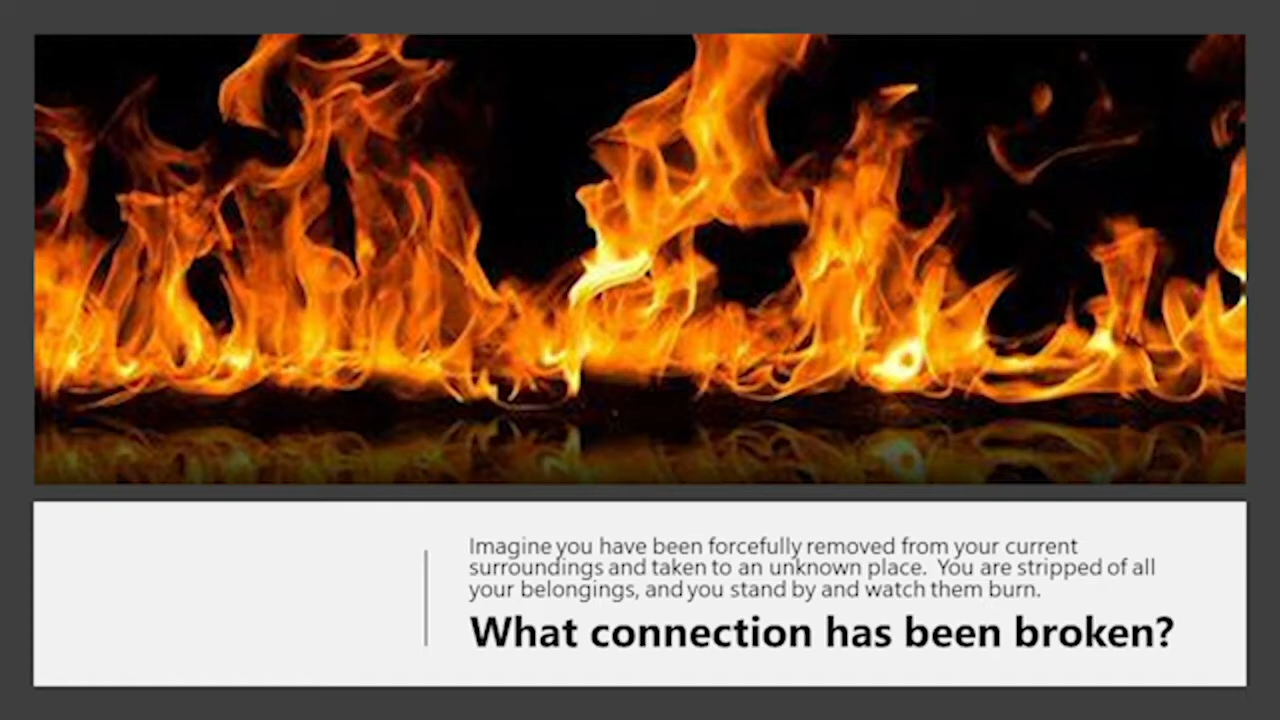 Imagine you have been forcefully removed from your current
surroundings and taken to an unknown place.  You are stripped of all
your belongings, and you stand by and watch them burn.
What connection has been broken?